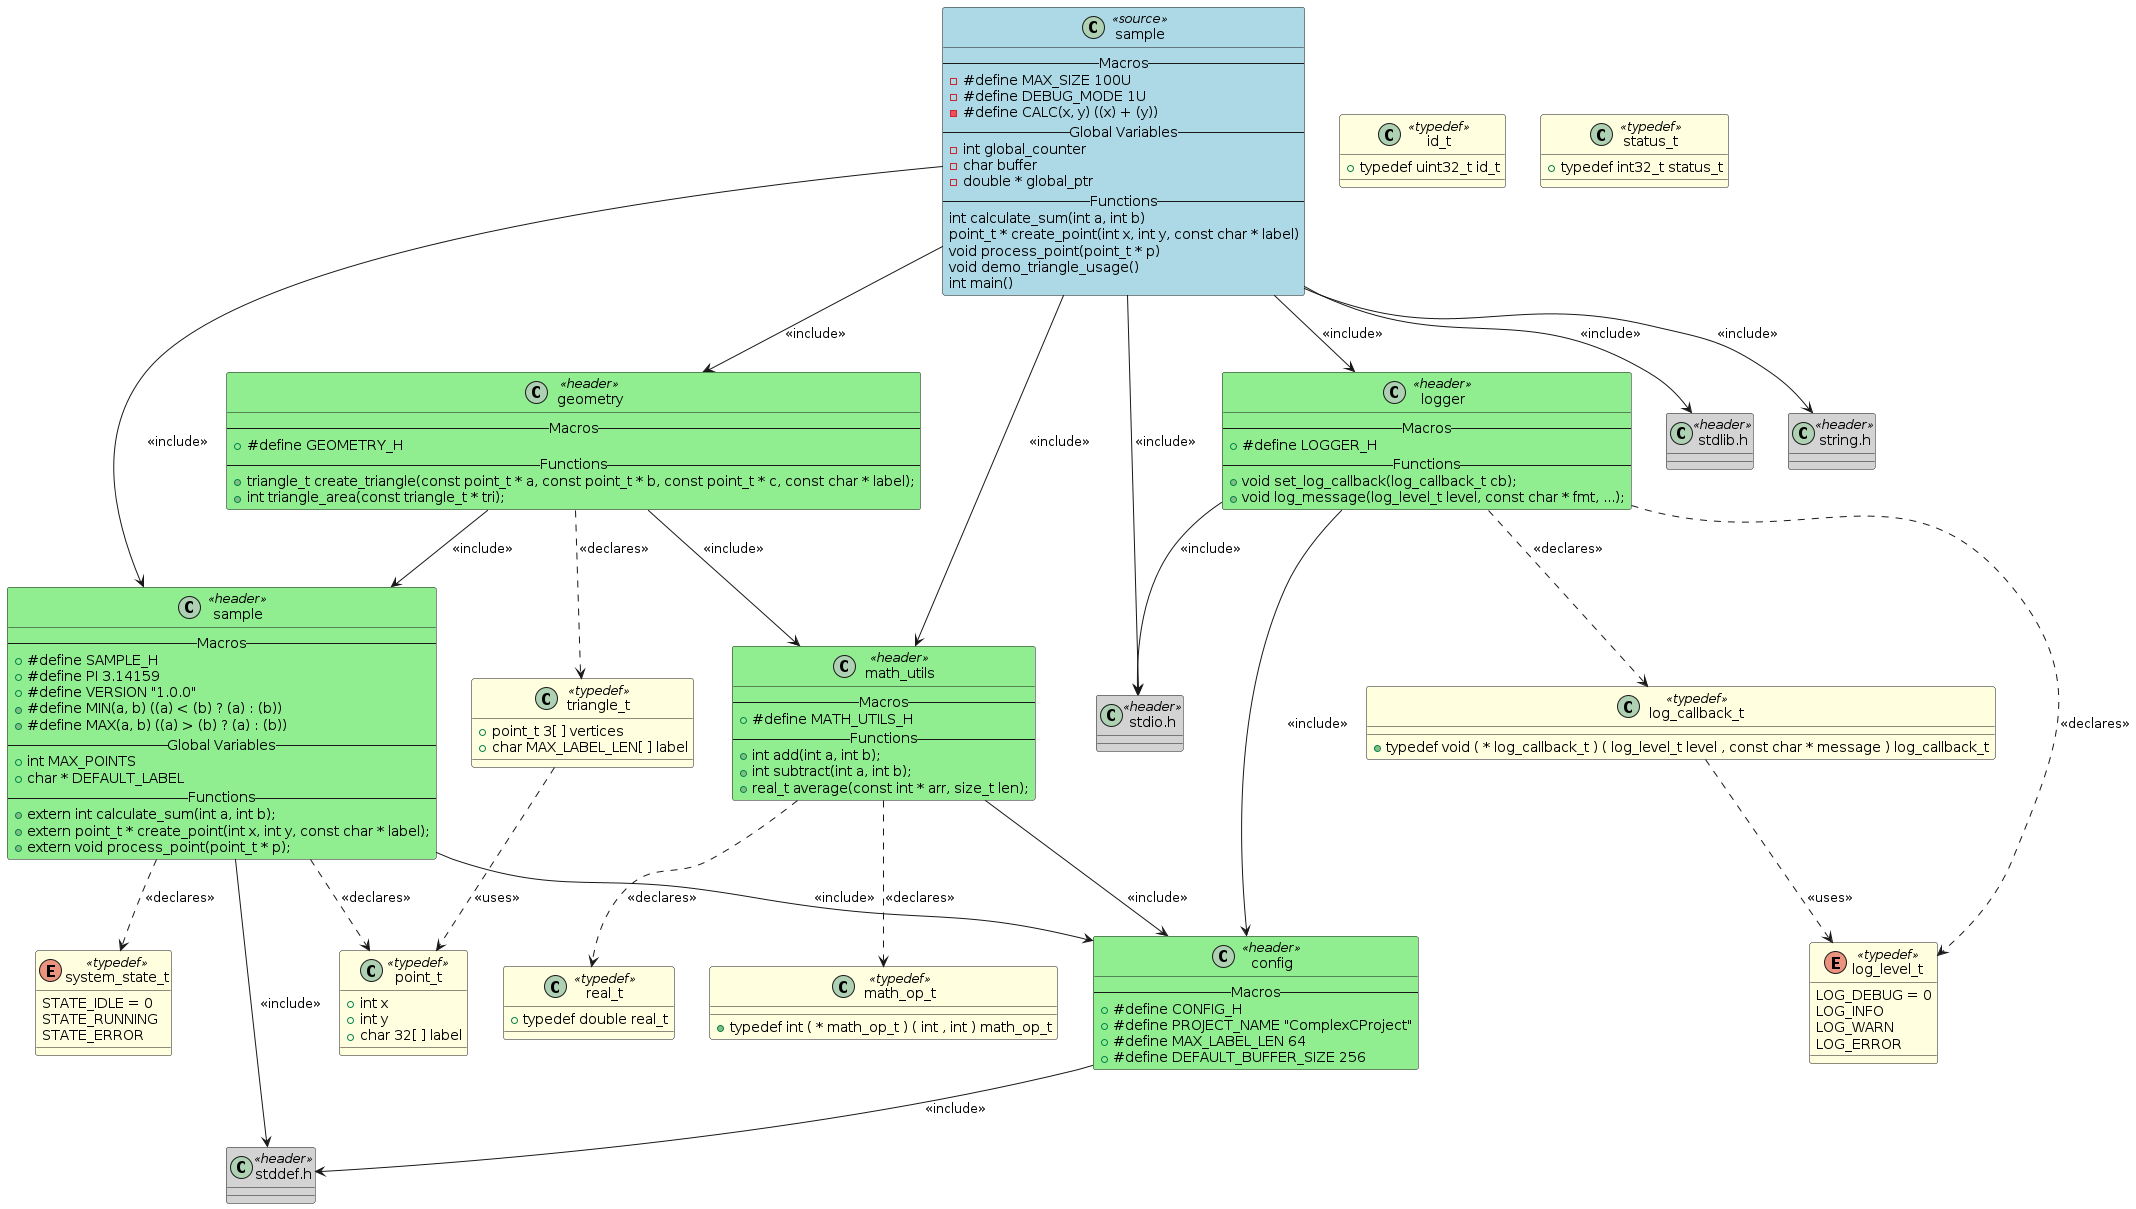 «source»
C
sample
Macros
#define MAX_SIZE 100U
#define DEBUG_MODE 1U
#define CALC(x, y) ((x) + (y))
Global Variables
int global_counter
char buffer
double * global_ptr
Functions
int calculate_sum(int a, int b)
point_t * create_point(int x, int y, const char * label)
void process_point(point_t * p)
void demo_triangle_usage()
int main()
«typedef»
C
id_t
typedef uint32_t id_t
«typedef»
C
status_t
typedef int32_t status_t
«include»
«include»
«include»
«include»
«header»
C
geometry
Macros
#define GEOMETRY_H
Functions
triangle_t create_triangle(const point_t * a, const point_t * b, const point_t * c, const char * label);
int triangle_area(const triangle_t * tri);
«header»
C
logger
Macros
#define LOGGER_H
Functions
void set_log_callback(log_callback_t cb);
void log_message(log_level_t level, const char * fmt, ...);
«header»
C
stdlib.h
«header»
C
string.h
«include»
«include»
«include»
«include»
«declares»
«include»
«include»
«declares»
«header»
C
sample
Macros
#define SAMPLE_H
#define PI 3.14159
#define VERSION "1.0.0"
#define MIN(a, b) ((a) < (b) ? (a) : (b))
#define MAX(a, b) ((a) > (b) ? (a) : (b))
Global Variables
int MAX_POINTS
char * DEFAULT_LABEL
Functions
extern int calculate_sum(int a, int b);
extern point_t * create_point(int x, int y, const char * label);
extern void process_point(point_t * p);
«typedef»
C
triangle_t
point_t 3[ ] vertices
char MAX_LABEL_LEN[ ] label
«header»
C
math_utils
Macros
#define MATH_UTILS_H
Functions
int add(int a, int b);
int subtract(int a, int b);
real_t average(const int * arr, size_t len);
«header»
C
stdio.h
«include»
«typedef»
C
log_callback_t
typedef void ( * log_callback_t ) ( log_level_t level , const char * message ) log_callback_t
«declares»
«declares»
«declares»
«uses»
«declares»
«include»
«declares»
«include»
«uses»
«typedef»
E
system_state_t
STATE_IDLE = 0
STATE_RUNNING
STATE_ERROR
«include»
«typedef»
C
point_t
int x
int y
char 32[ ] label
«typedef»
C
real_t
typedef double real_t
«typedef»
C
math_op_t
typedef int ( * math_op_t ) ( int , int ) math_op_t
«header»
C
config
Macros
#define CONFIG_H
#define PROJECT_NAME "ComplexCProject"
#define MAX_LABEL_LEN 64
#define DEFAULT_BUFFER_SIZE 256
«typedef»
E
log_level_t
LOG_DEBUG = 0
LOG_INFO
LOG_WARN
LOG_ERROR
«include»
«header»
C
stddef.h